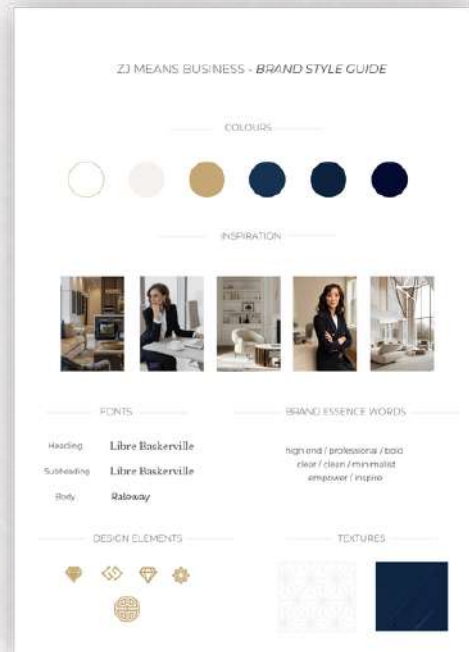 ZJ MEANS BUSINESS - BRAND STYLE GUIDE
COLOURS
INSPIRATION
FONTS
Heading Libre Baskerville
Subheading Libre Baskerville
Body Raleway
BRAND ESSENCE WORDS
high end / professional / bold
clear / clean / minimalist
empower / inspire
DESIGN ELEMENTS
TEXTURES